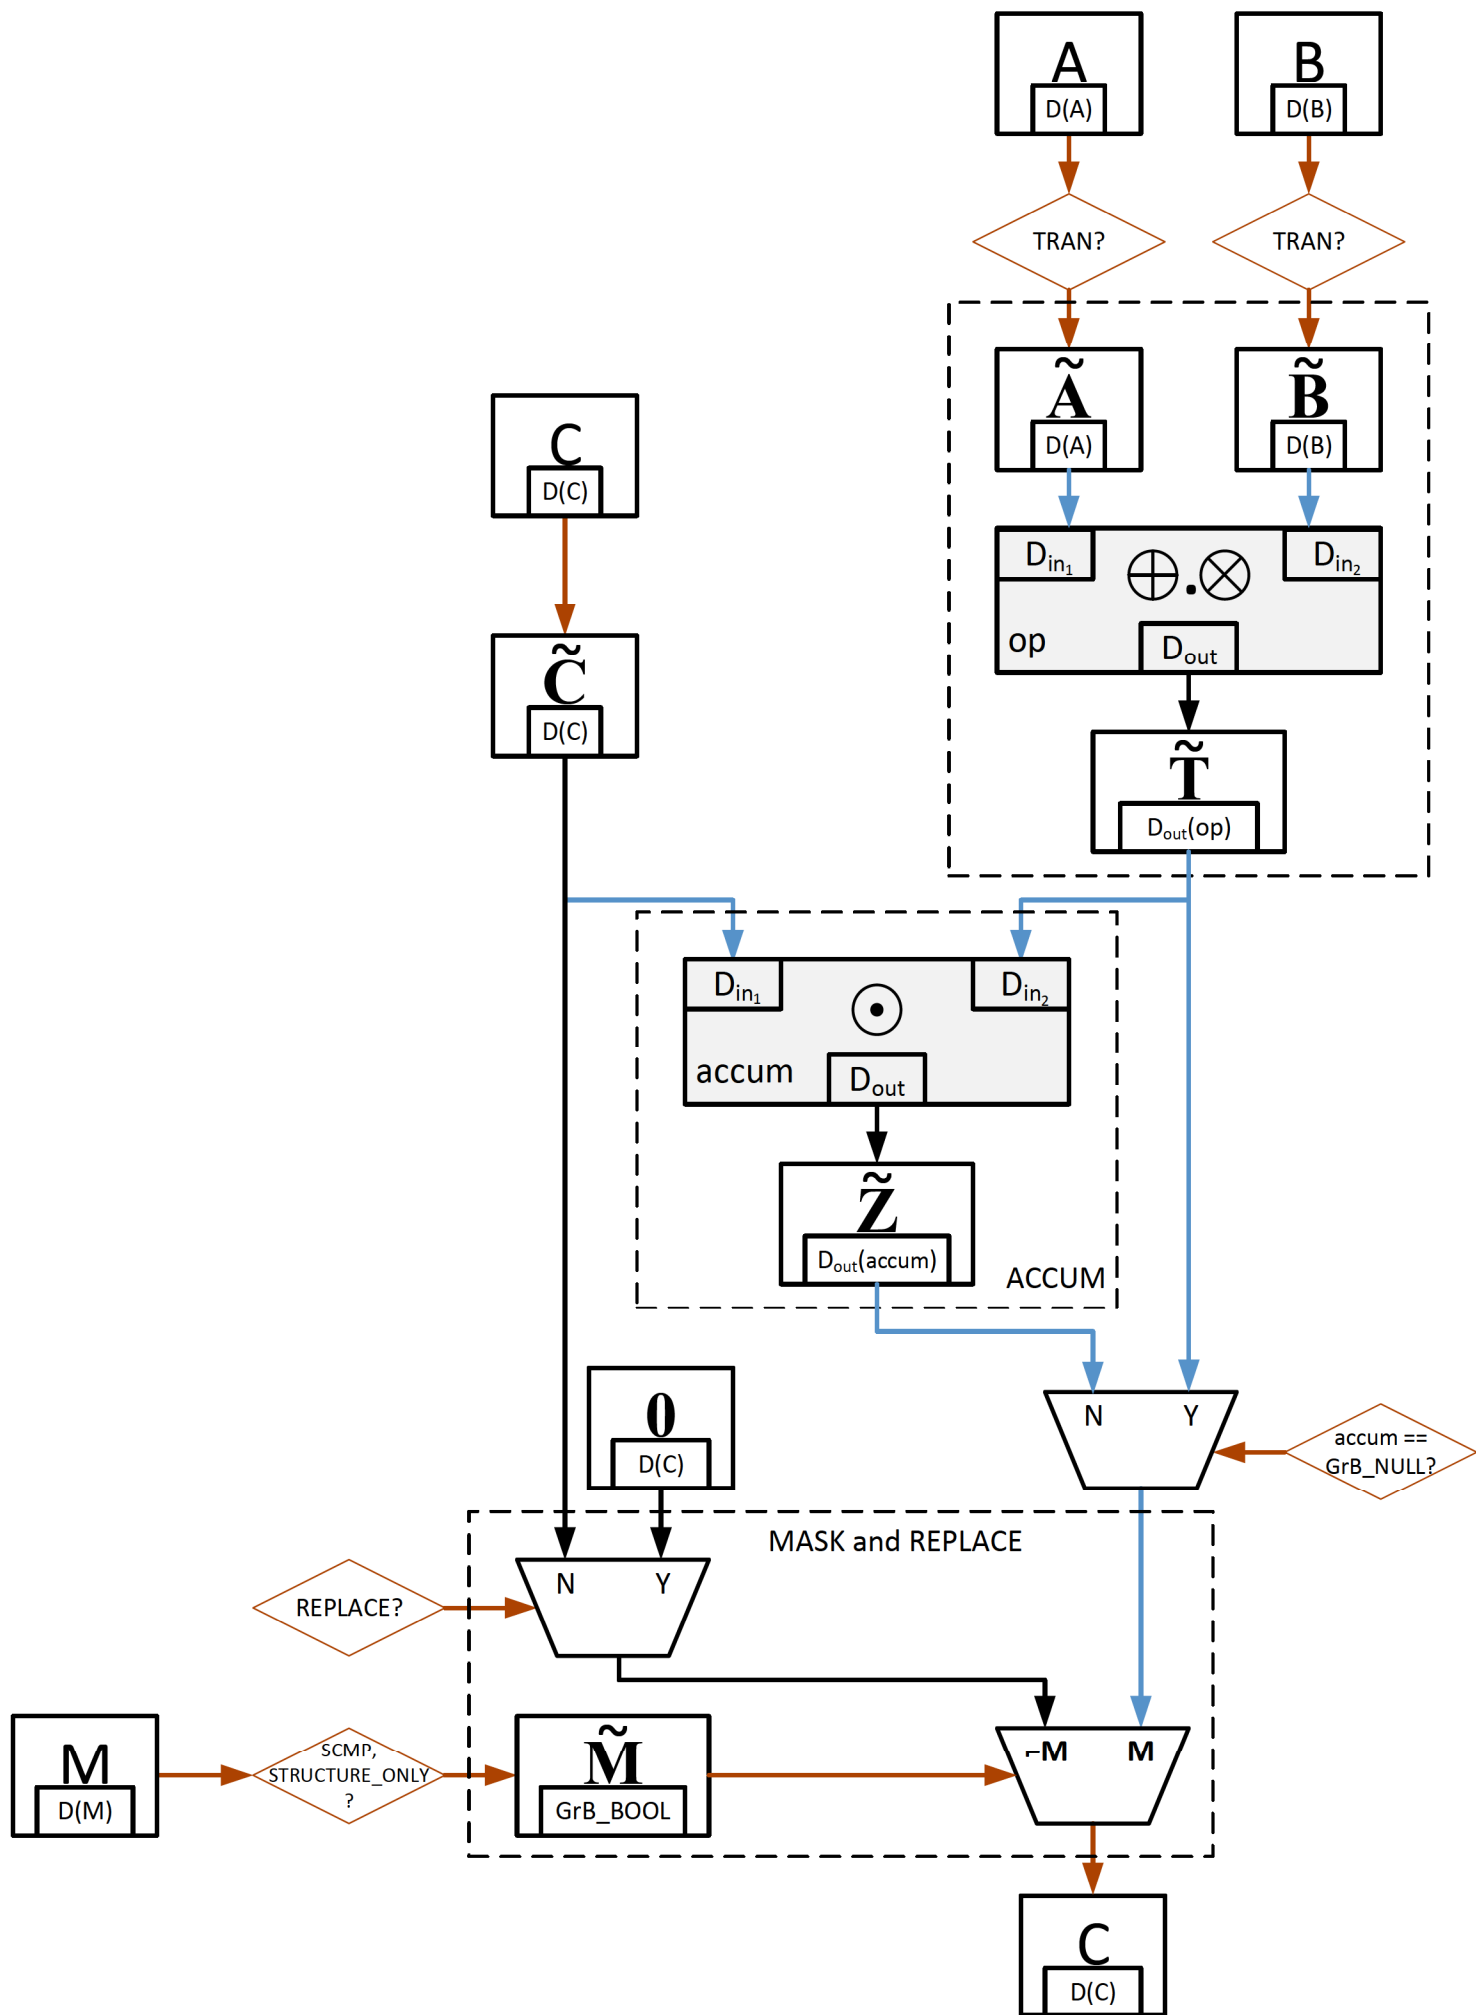 A
D(A)
B
D(B)
TRAN?
TRAN?
Ã
D(A)
B̃
D(B)
C
D(C)
Din1
⊕.⊗
Din2
op
Dout
C̃
D(C)
T̃
Dout(op)
Din1
⊙
Din2
accum
Dout
Z̃
Dout(accum)
ACCUM
0
D(C)
N Y
accum ==
GrB_NULL?
MASK and REPLACE
N Y
REPLACE?
M
D(M)
SCMP,
STRUCTURE_ONLY
?
M̃
GrB_BOOL
¬M M
C
D(C)